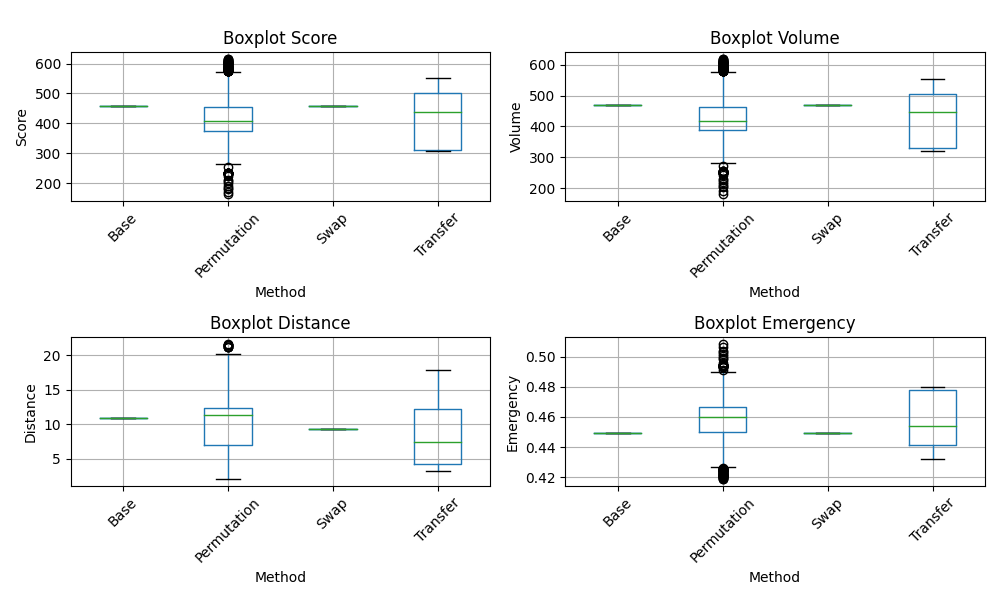 Boxplot Score
600
500
400
300
200
Score
Base
Permutation
Swap
Transfer
Method
Boxplot Volume
600
500
400
300
200
Volume
Base
Permutation
Swap
Transfer
Method
Boxplot Distance
20
15
10
5
Distance
Base
Permutation
Swap
Transfer
Method
Boxplot Emergency
0.50
0.48
0.46
0.44
0.42
Emergency
Base
Permutation
Swap
Transfer
Method